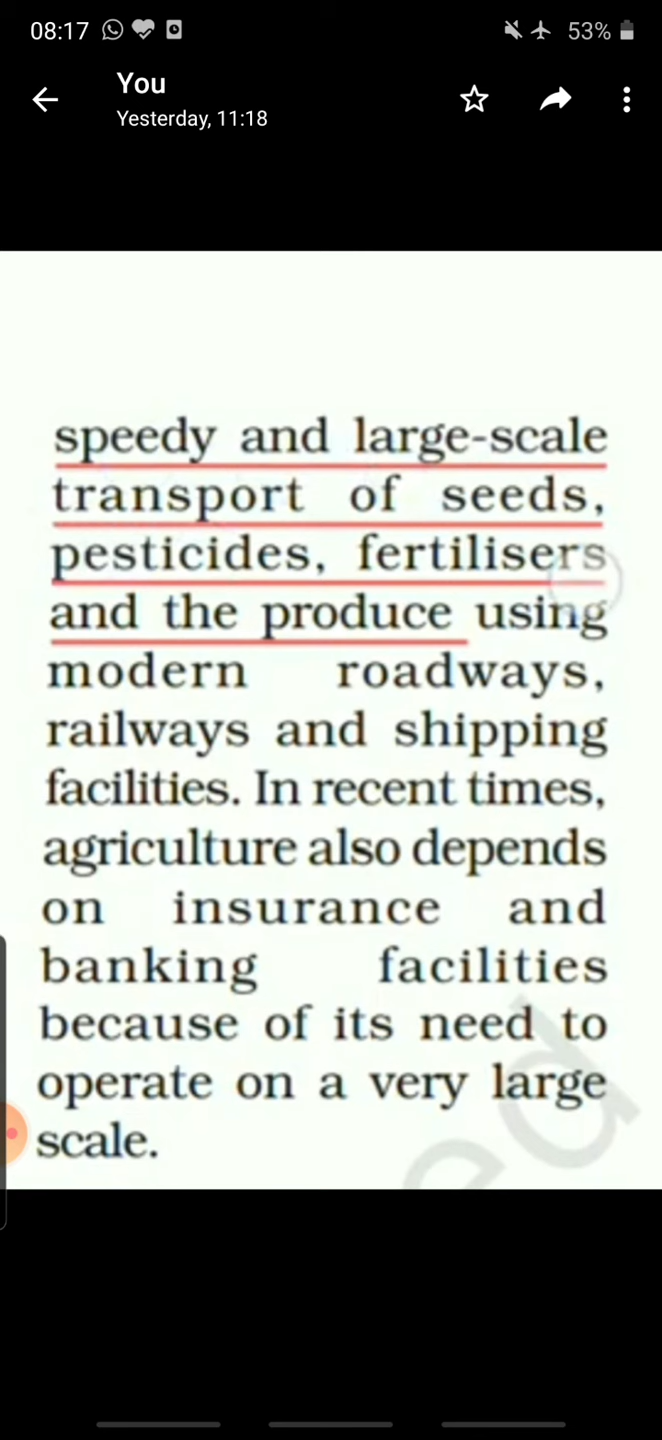 08:17 53%
You
Yesterday, 11:18
speedy and large-scale
transport of seeds,
pesticides, fertilisers
and the produce using
modern roadways,
railways and shipping
facilities. In recent times,
agriculture also depends
on insurance and
banking facilities
because of its need to
operate on a very large
scale.
ed